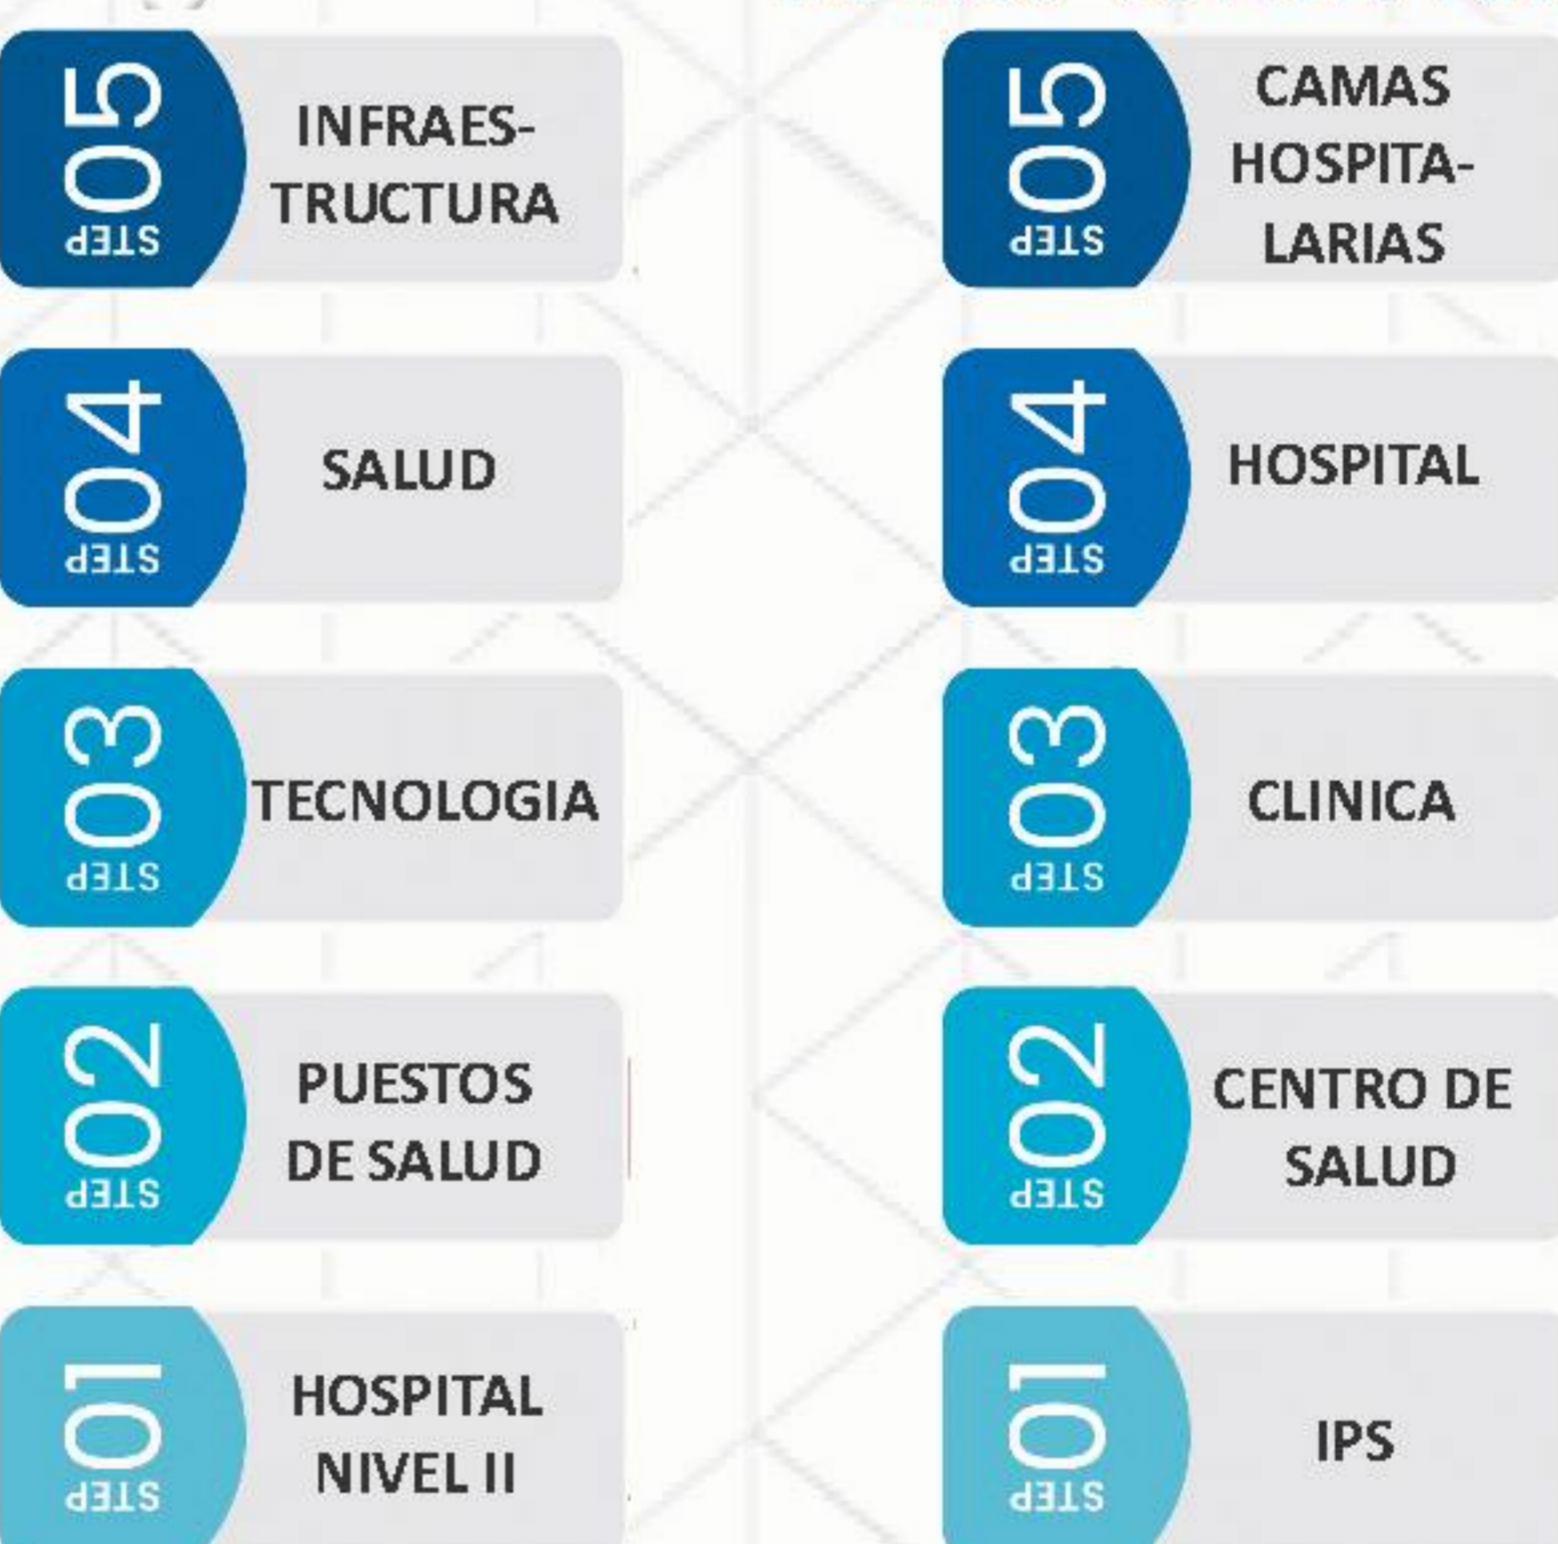 STEP 05
INFRAES-
TRUCTURA
STEP 04
SALUD
STEP 03
TECNOLOGIA
STEP 02
PUESTOS
DE SALUD
STEP 01
HOSPITAL
NIVEL II
STEP 05
CAMAS
HOSPITA-
LARIAS
STEP 04
HOSPITAL
STEP 03
CLINICA
STEP 02
CENTRO DE
SALUD
STEP 01
IPS